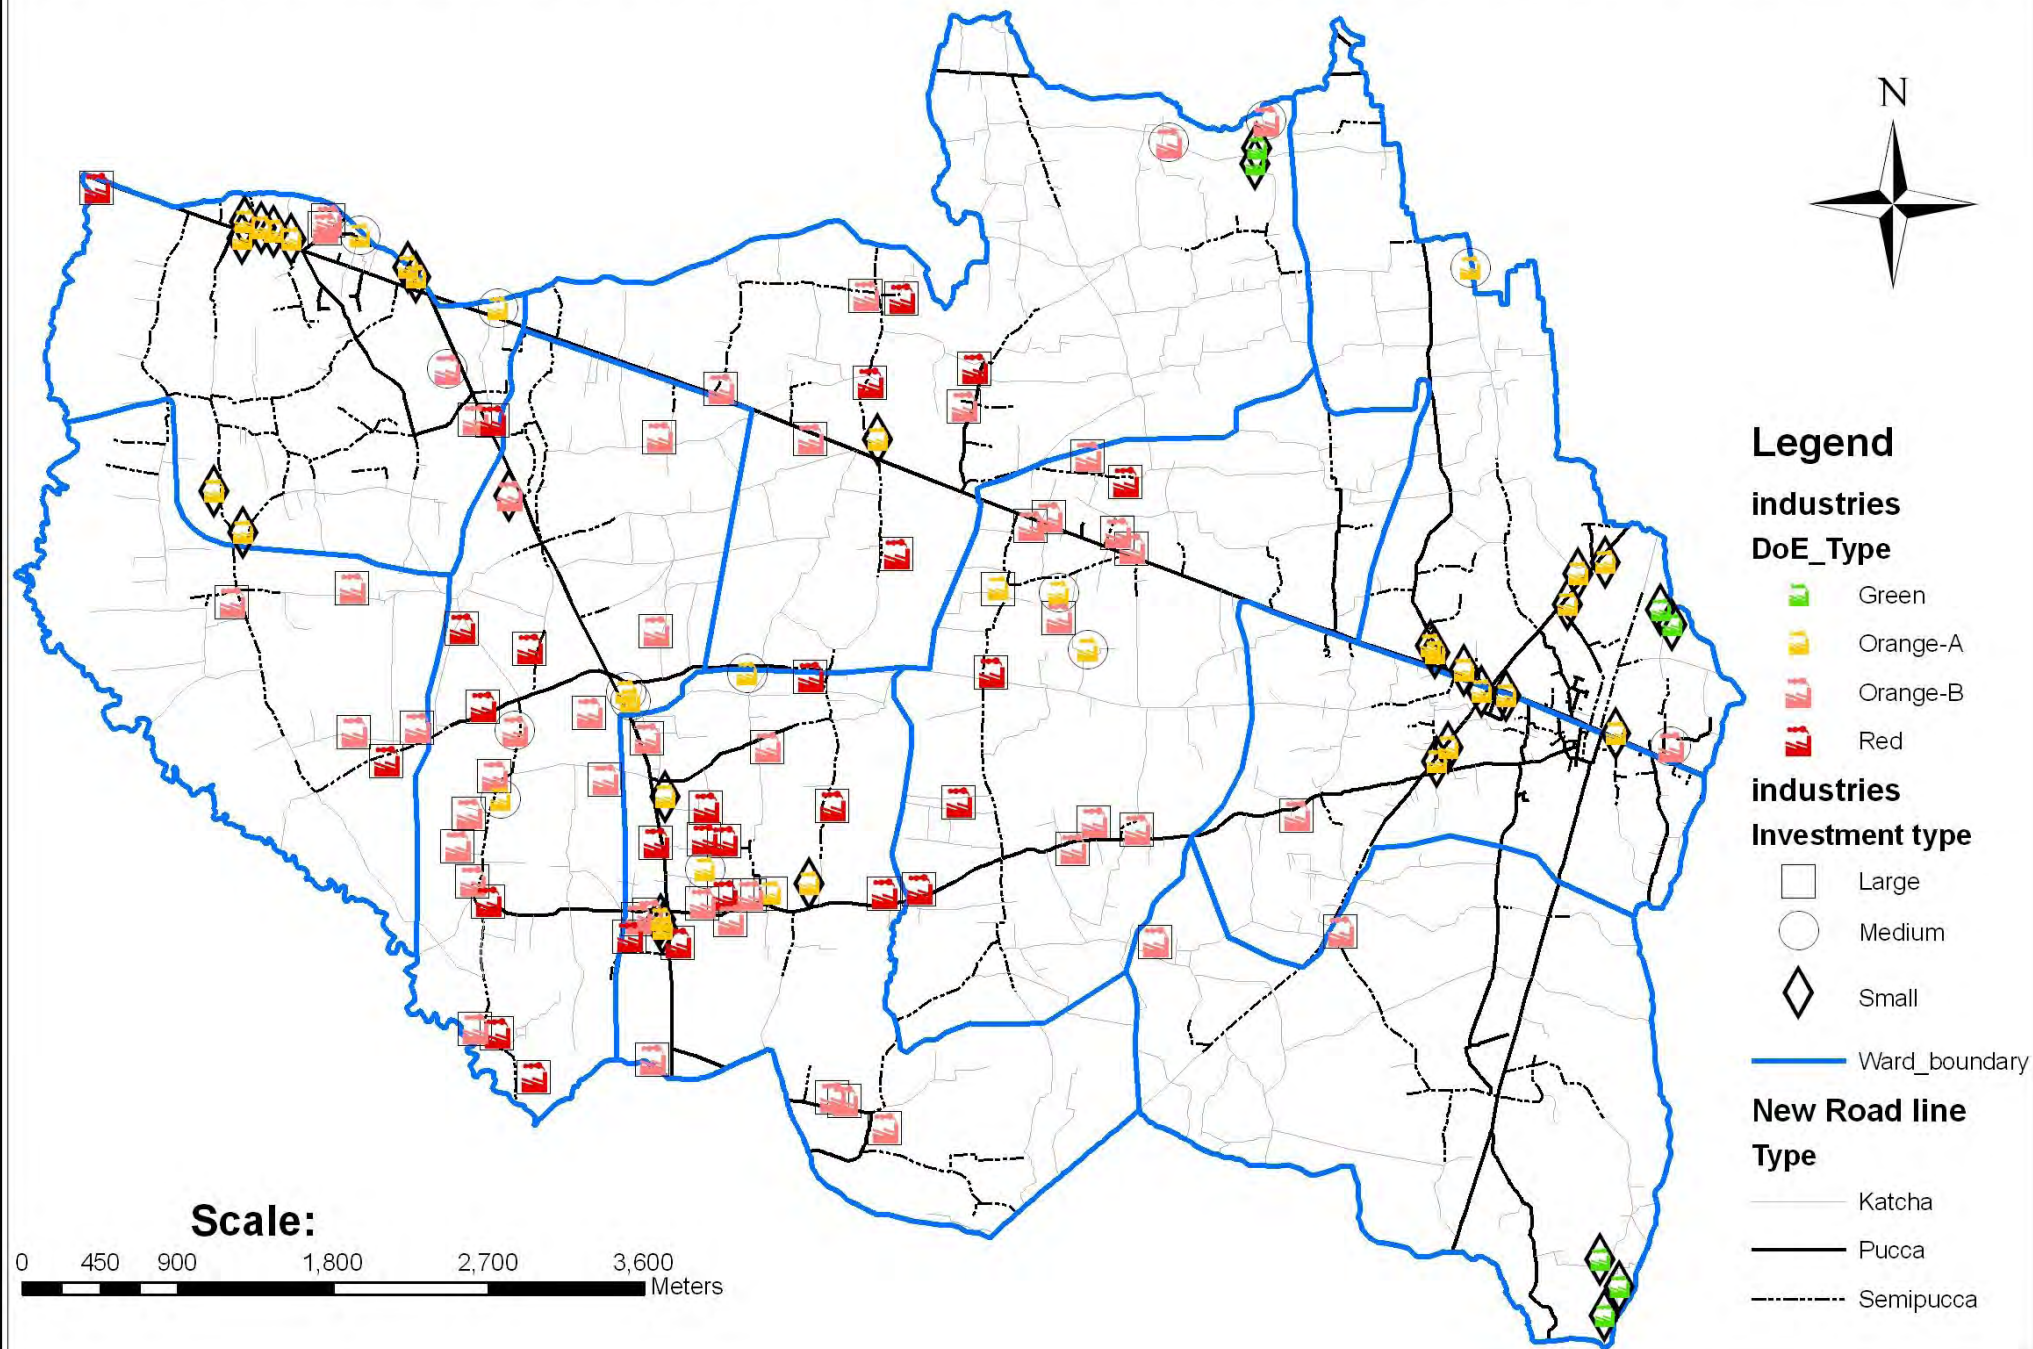 N
Legend
industries
DoE_Type
Green
Orange-A
Orange-B
Red
industries
Investment type
Large
Medium
Small
Ward_boundary
New Road line
Type
Katcha
Pucca
Semipucca
Scale:
0 450 900 1,800 2,700 3,600
Meters